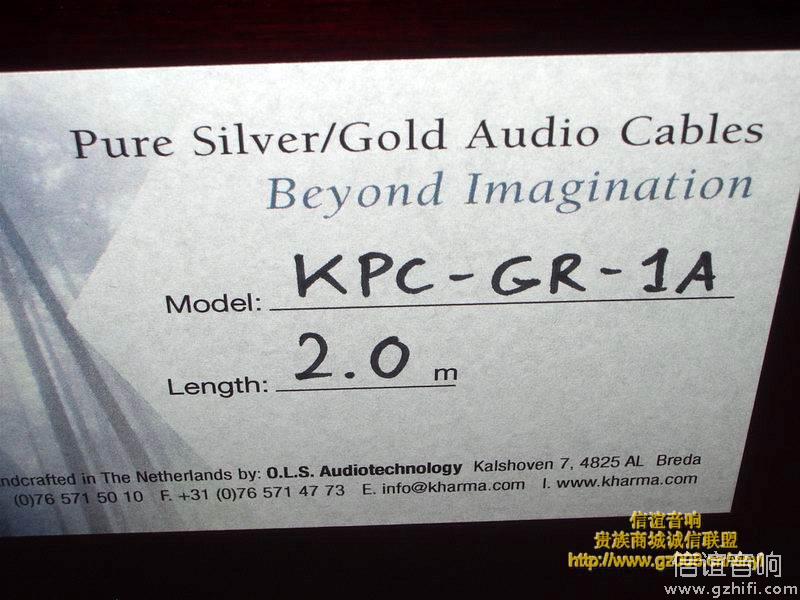 Pure Silver/Gold Audio Cables
Beyond Imagination
Model: KPC-GR-1A
Length: 2.0 m
ndcrafted in The Netherlands by: O.L.S. Audiotechnology Kalshoven 7, 4825 AL Breda
(0)76 571 50 10 F. +31 (0)76 571 47 73 E. info@kharma.com I. www.kharma.com
信谊音响
贵族商城诚信联盟
信谊音响
www.gzhifi.com